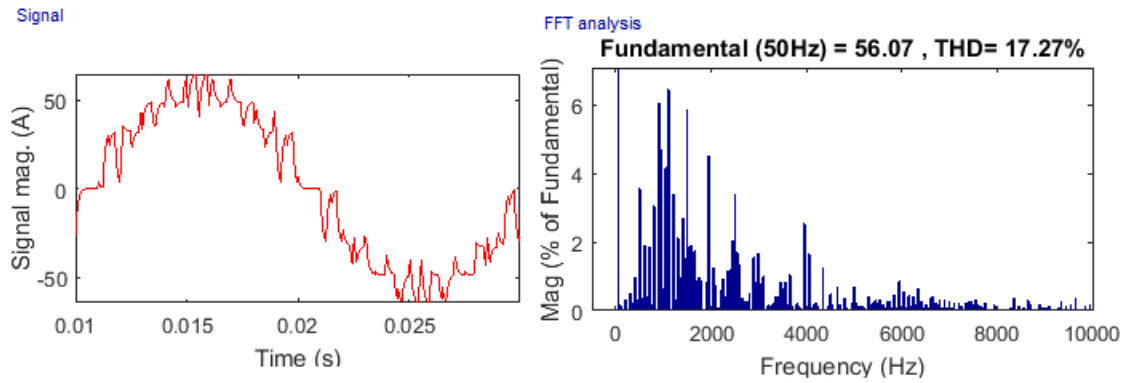 Signal
50
0
-50
0.01 0.015 0.02 0.025
Signal mag. (A)
Time (s)
FFT analysis
Fundamental (50Hz) = 56.07 , THD= 17.27%
6
4
2
0
0 2000 4000 6000 8000 10000
Mag (% of Fundamental)
Frequency (Hz)